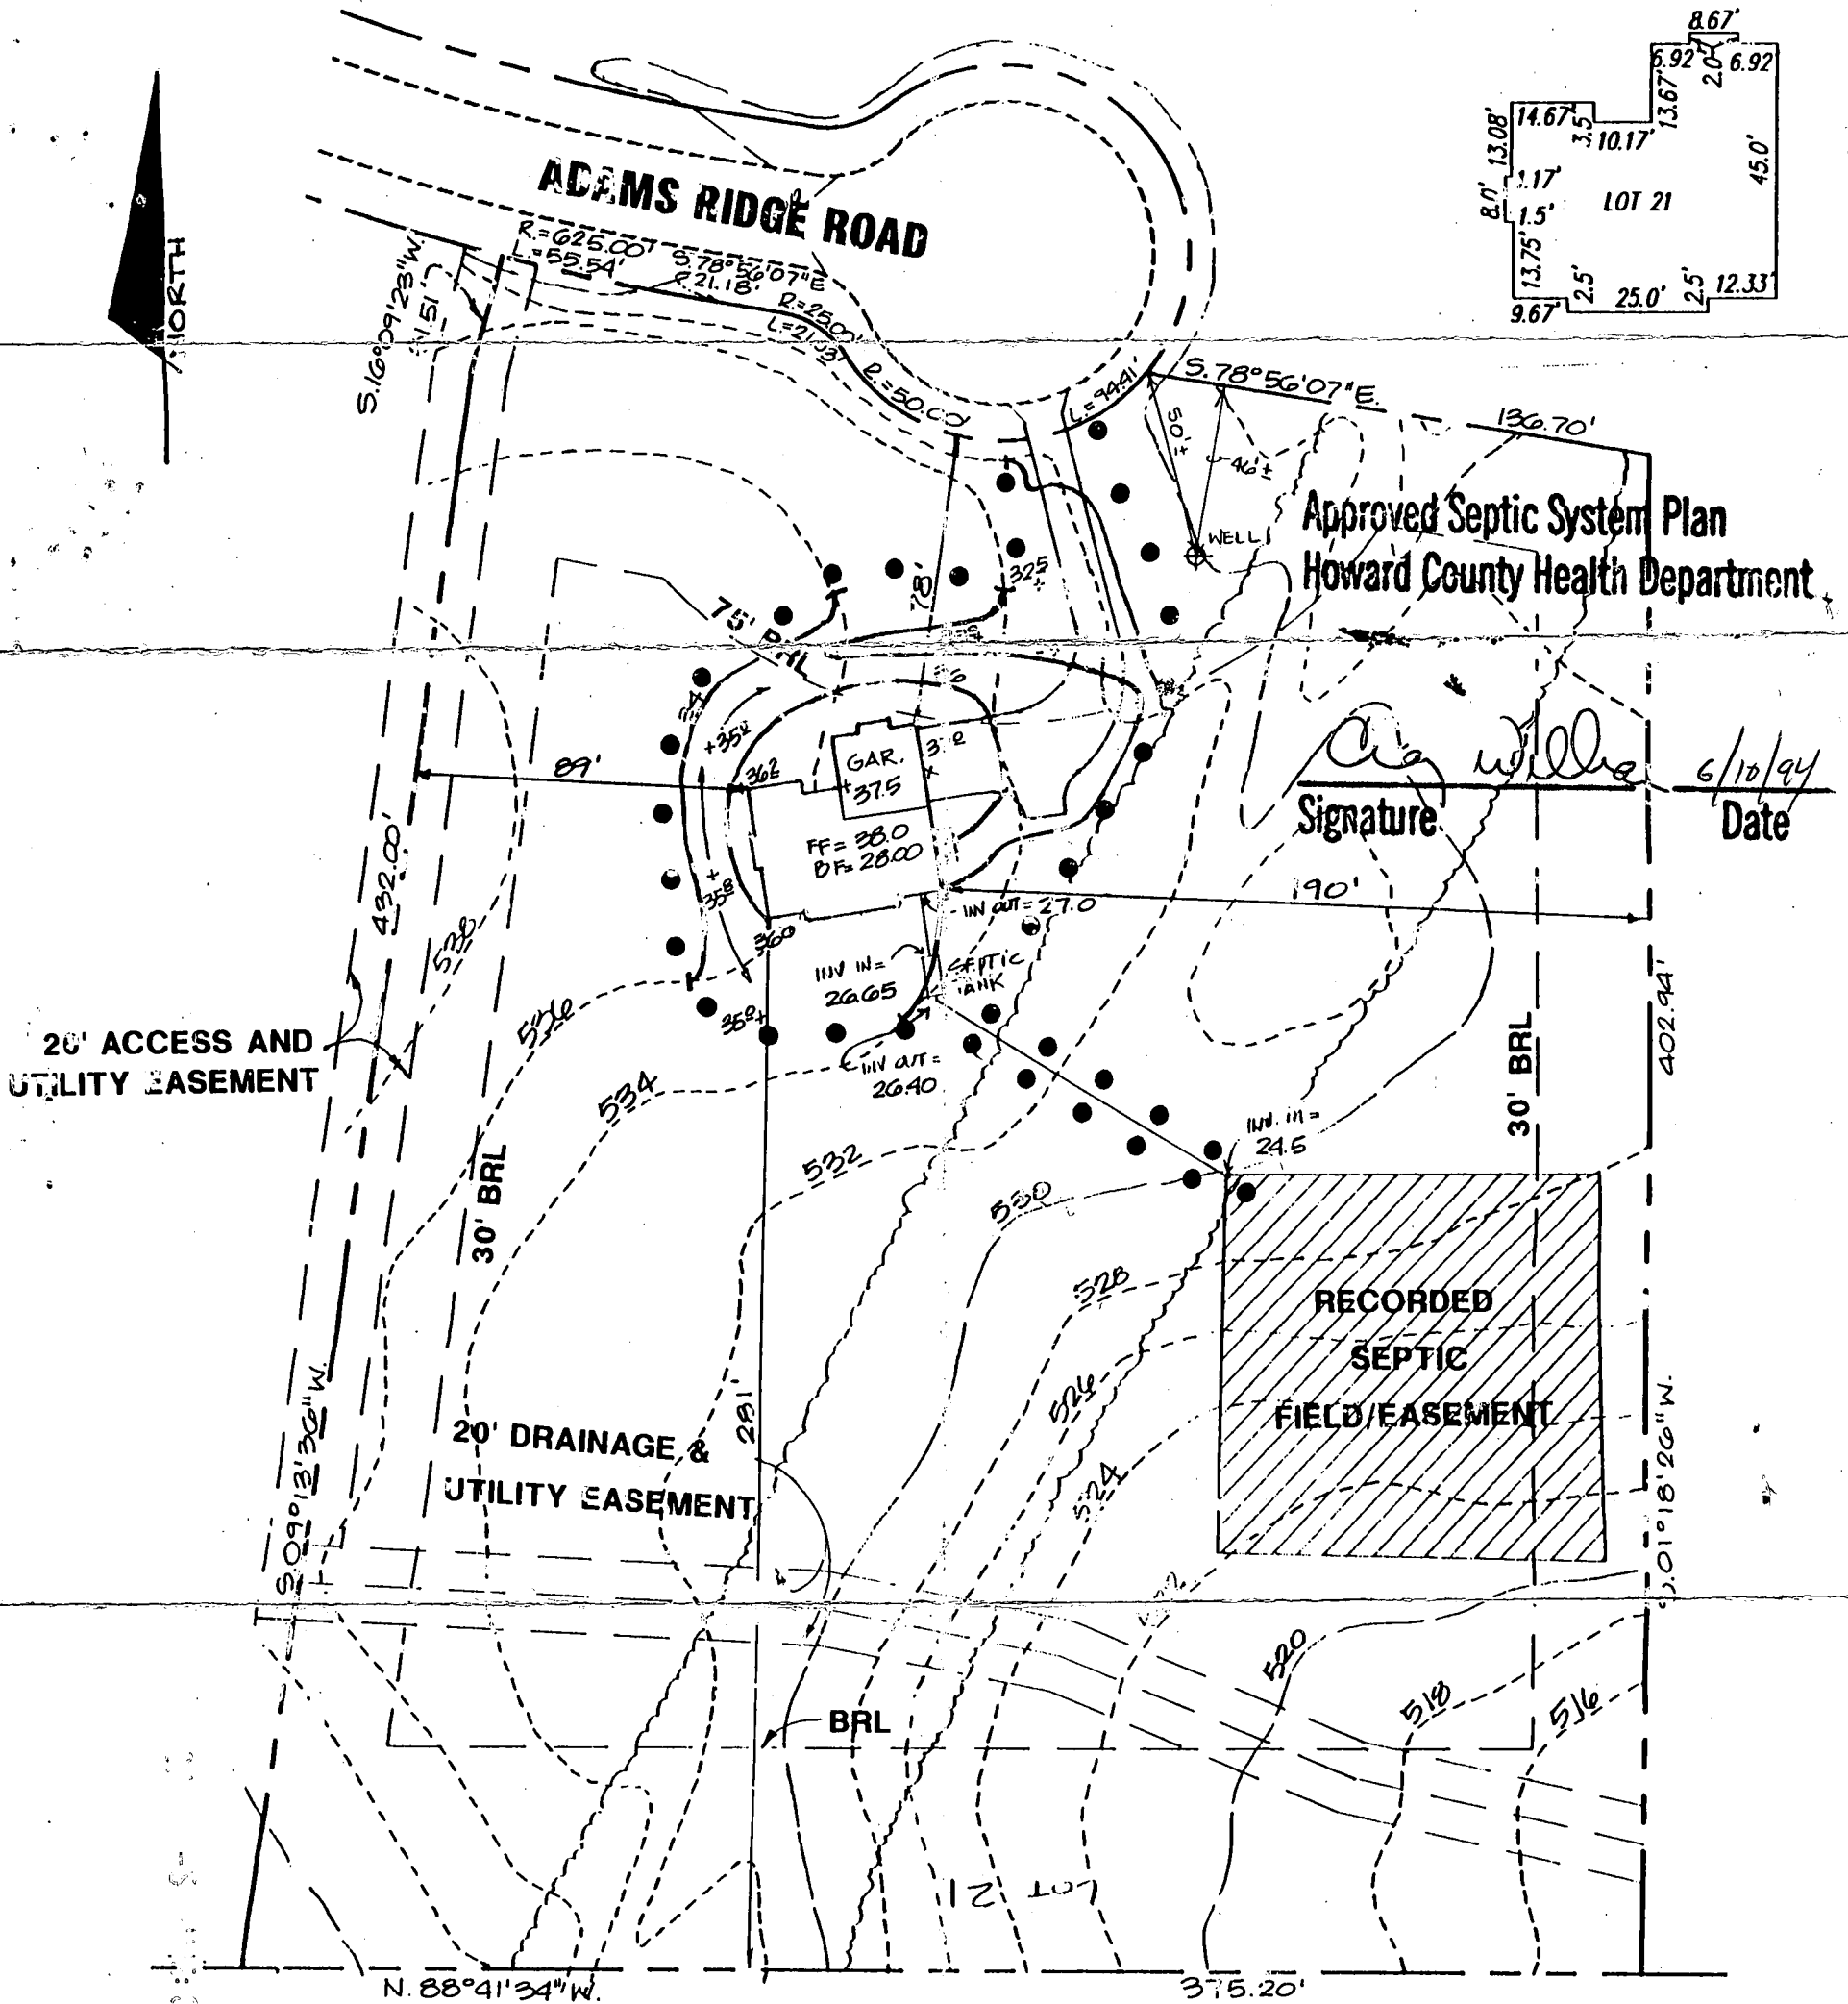 8.67'
6.92
2.0
6.92
13.67'
14.67'
3.5'
10.17'
13.08'
1.17'
8.17'
1.5'
LOT 21
45.0'
13.75'
2.5'
25.0'
2.5'
12.33'
9.67'
NORTH
ADAMS RIDGE ROAD
R.=625.00'
L=55.54'
S.78°56'07"E
21.18'
R=25.00'
R.=50.00'
L=94.41'
S.16°09'23"W.
S.78°56'07"E.
136.70'
50'±
46'±
WELL
Approved Septic System Plan
Howard County Health Department
Signature
6/10/94
Date
78'
75' BRL
GAR.
37.5
FF= 38.0
BF= 28.00
89'
190'
INV OUT= 27.0
INV IN=
26.65
SEPTIC
TANK
INV OUT=
26.40
INV. IN=
24.5
432.00'
402.94'
20' ACCESS AND
UTILITY EASEMENT
30' BRL
30' BRL
538
536
534
532
530
528
526
524
520
518
516
RECORDED
SEPTIC
FIELD/EASEMENT
281'
20' DRAINAGE &
UTILITY EASEMENT
S.09°13'36"W.
S.01°18'26"W.
BRL
LOT 21
N.88°41'34"W.
375.20'